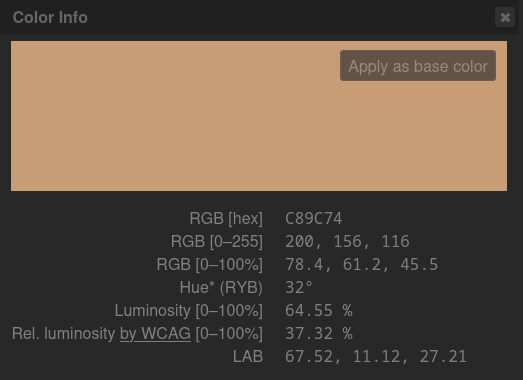 Color Info
Apply as base color
RGB [hex] C89C74
RGB [0–255] 200, 156, 116
RGB [0–100%] 78.4, 61.2, 45.5
Hue* (RYB) 32°
Luminosity [0–100%] 64.55 %
Rel. luminosity by WCAG [0–100%] 37.32 %
LAB 67.52, 11.12, 27.21